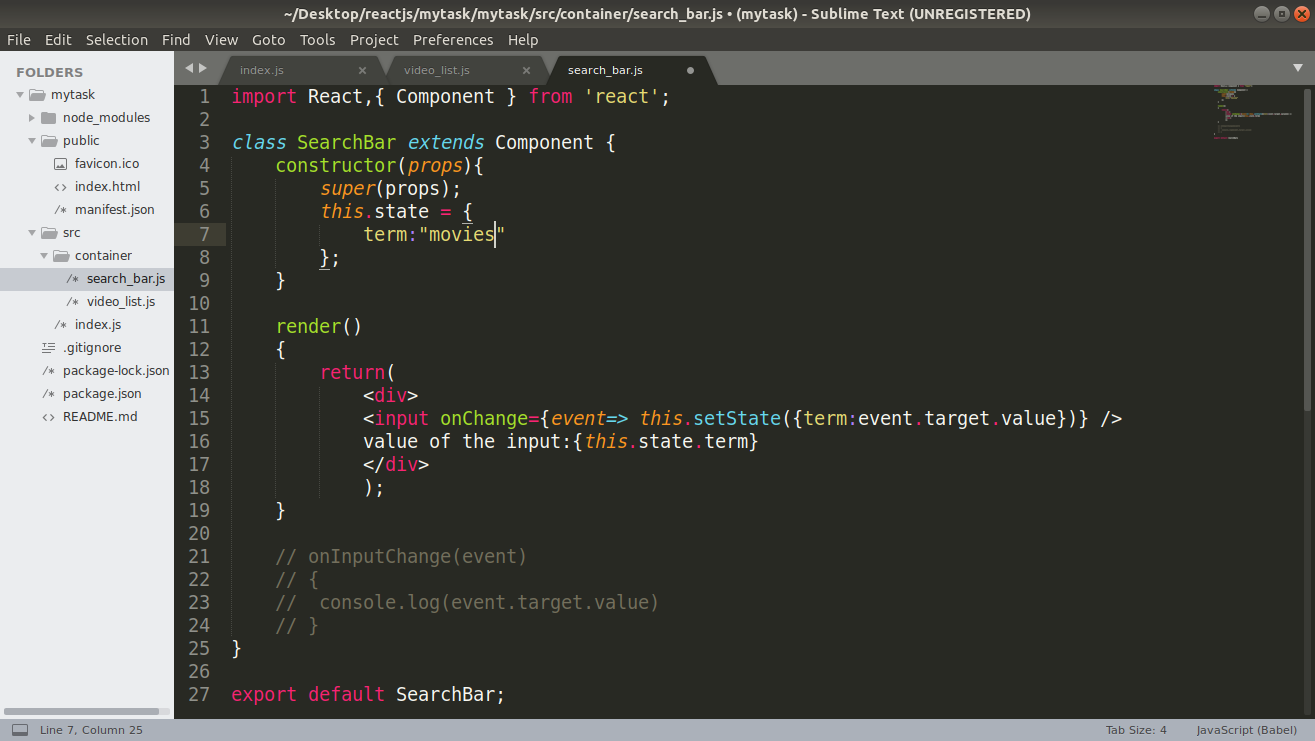 ~/Desktop/reactjs/mytask/mytask/src/container/search_bar.js • (mytask) - Sublime Text (UNREGISTERED)
File Edit Selection Find View Goto Tools Project Preferences Help
FOLDERS
mytask
node_modules
public
favicon.ico
<> index.html
/* manifest.json
src
container
/* search_bar.js
/* video_list.js
/* index.js
.gitignore
/* package-lock.json
/* package.json
<> README.md
index.js × video_list.js × search_bar.js
1 import React,{ Component } from 'react';
2
3 class SearchBar extends Component {
4     constructor(props){
5         super(props);
6         this.state = {
7             term:"movies"
8         };
9     }
10
11     render()
12     {
13         return(
14             <div>
15             <input onChange={event=> this.setState({term:event.target.value})} />
16             value of the input:{this.state.term}
17             </div>
18             );
19     }
20
21     // onInputChange(event)
22     // {
23     //  console.log(event.target.value)
24     // }
25 }
26
27 export default SearchBar;
Line 7, Column 25
Tab Size: 4
JavaScript (Babel)